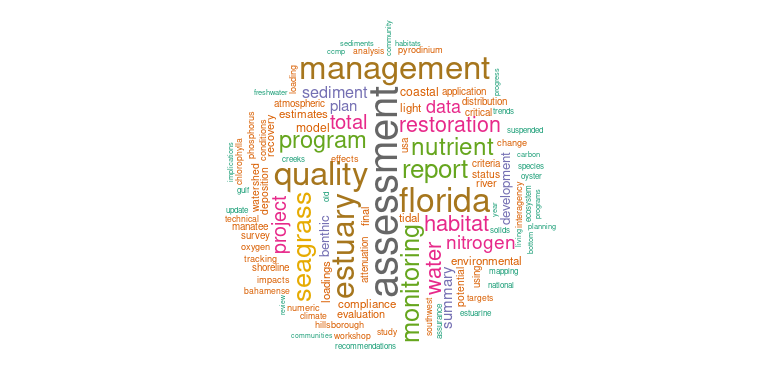 community
sediments
habitats
ccmp
analysis
pyrodinium
management
loading
progress
freshwater
sediment
coastal
application
atmospheric
plan
light
data
distribution
estimates
critical
trends
total
restoration
suspended
model
phosphorus
recovery
conditions
program
assessment
usa
nutrient
change
implications
chlorophylla
creeks
effects
criteria
carbon
quality
report
status
species
watershed
deposition
river
development
oyster
gulf
old
florida
year
interagency
ecosystem
programs
update
technical
project
seagrass
estuary
final
tidal
habitat
manatee
benthic
solids
planning
survey
monitoring
nitrogen
living
bottom
oxygen
attenuation
water
tracking
environmental
shoreline
loadings
summary
potential
using
mapping
impacts
national
bahamense
review
compliance
targets
numeric
climate
evaluation
southwest
assurance
estuarine
hillsborough
communities
workshop
study
recommendations